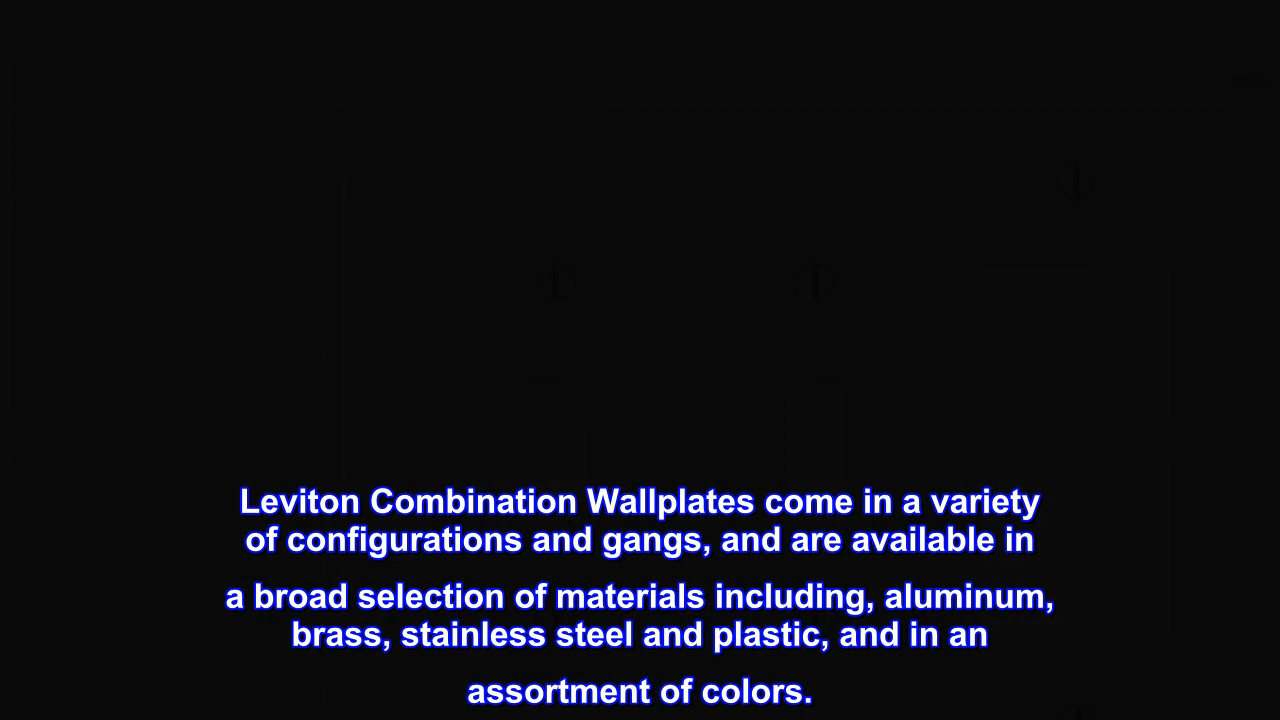 Leviton Combination Wallplates come in a variety
of configurations and gangs, and are available in
a broad selection of materials including, aluminum,
brass, stainless steel and plastic, and in an
assortment of colors.